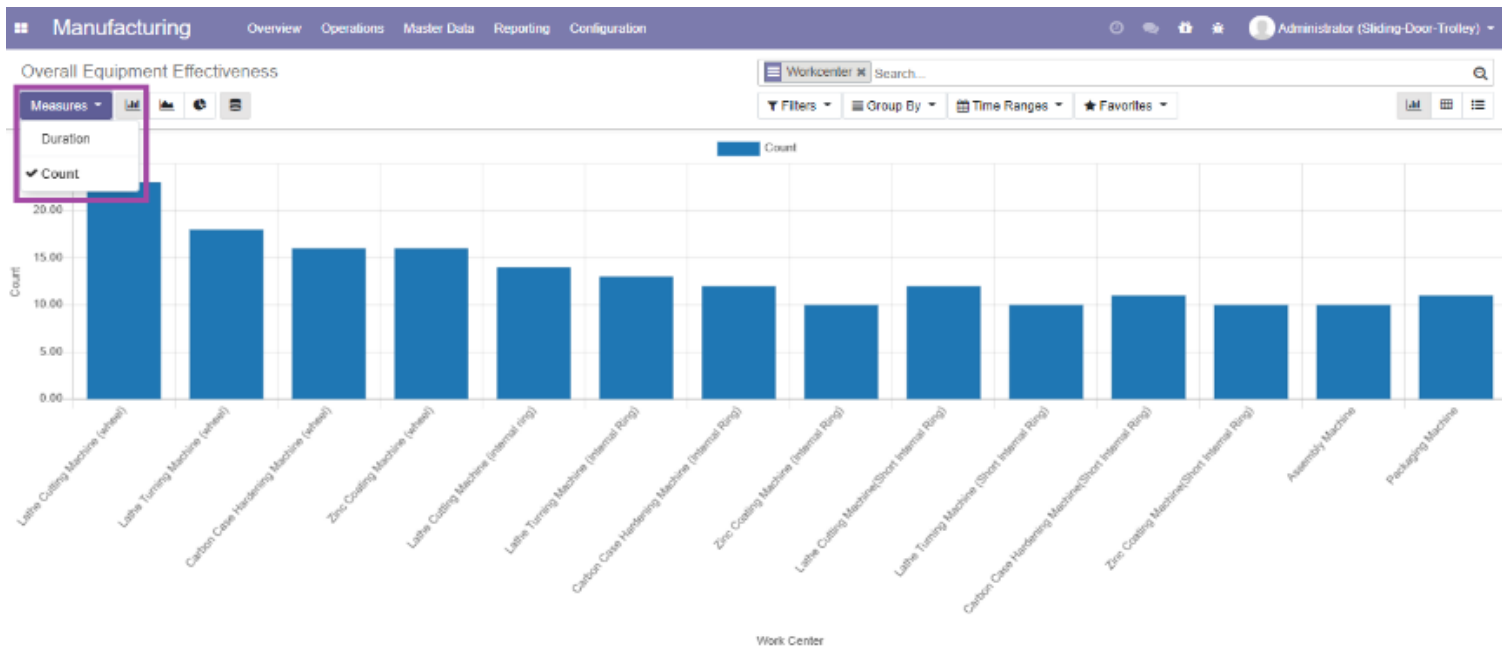 Manufacturing Overview Operations Master Data Reporting Configuration Administrator (Sliding-Door-Trolley)
Overall Equipment Effectiveness
Workcenter Search...
Measures Filters Group By Time Ranges Favorites
Duration
Count
Count
20.00
15.00
10.00
5.00
0.00
Count
Lathe Cutting Machine (wheel)
Lathe Turning Machine (wheel)
Carbon Case Hardening Machine (wheel)
Zinc Coating Machine (wheel)
Lathe Cutting Machine (internal ring)
Lathe Turning Machine (Internal Ring)
Carbon Case Hardening Machine (Internal Ring)
Zinc Coating Machine (Internal Ring)
Lathe Cutting Machine(Short Internal Ring)
Lathe Turning Machine (Short Internal Ring)
Carbon Case Hardening Machine(Short Internal Ring)
Zinc Coating Machine(Short Internal Ring)
Assembly Machine
Packaging Machine
Work Center